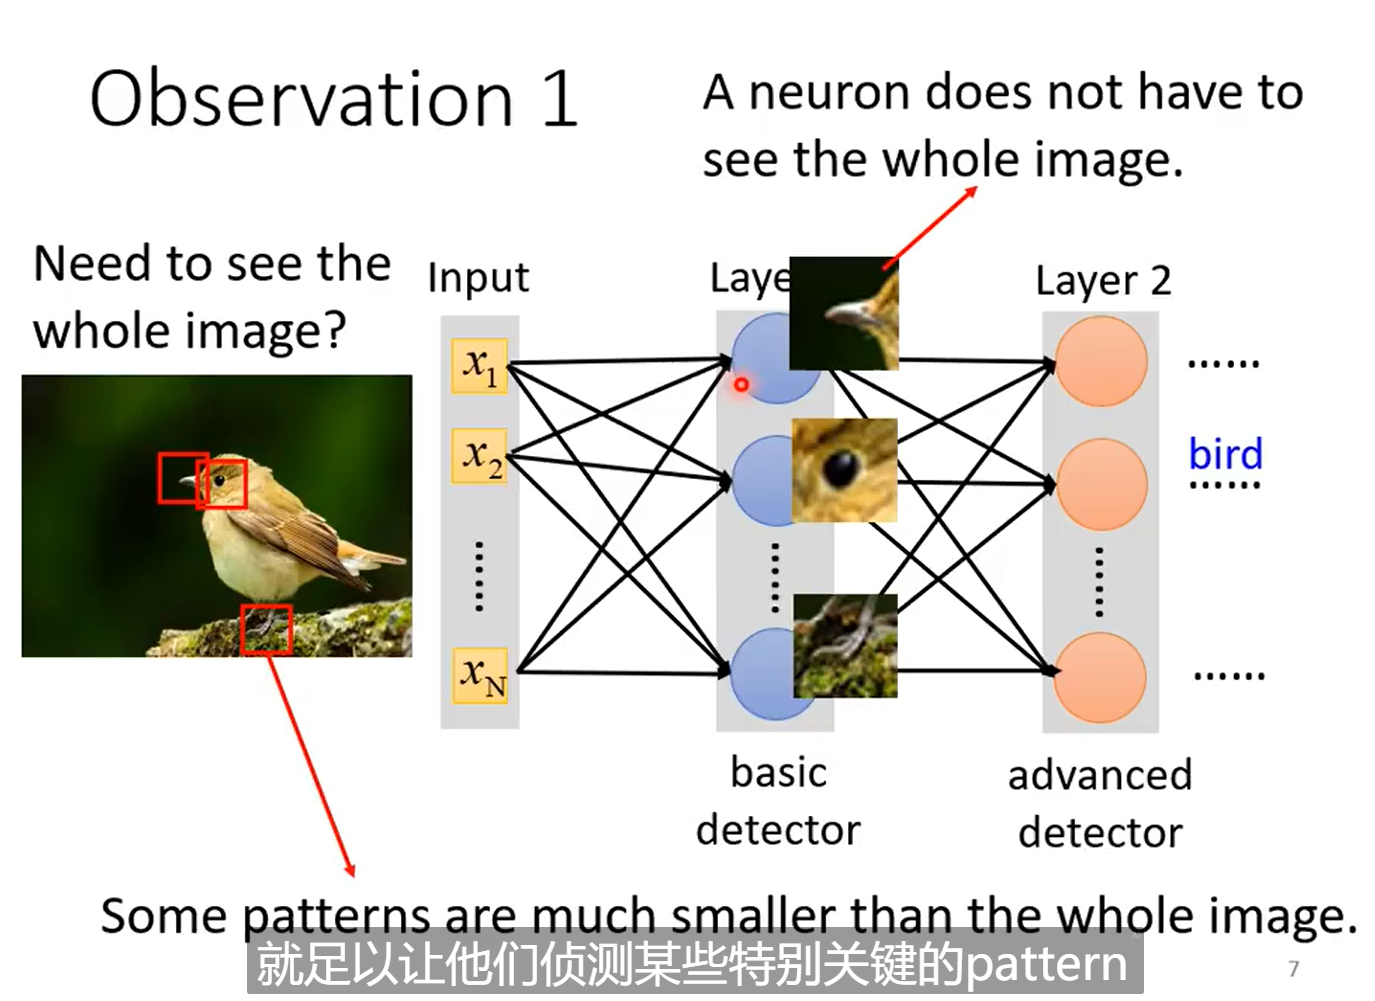 Observation 1
A neuron does not have to
see the whole image.
Need to see the
whole image?
Input
Laye
Layer 2
x1
x2
xN
......
bird
......
......
basic
detector
advanced
detector
Some patterns are much smaller than the whole image.
就足以让他们侦测某些特别关键的pattern
7